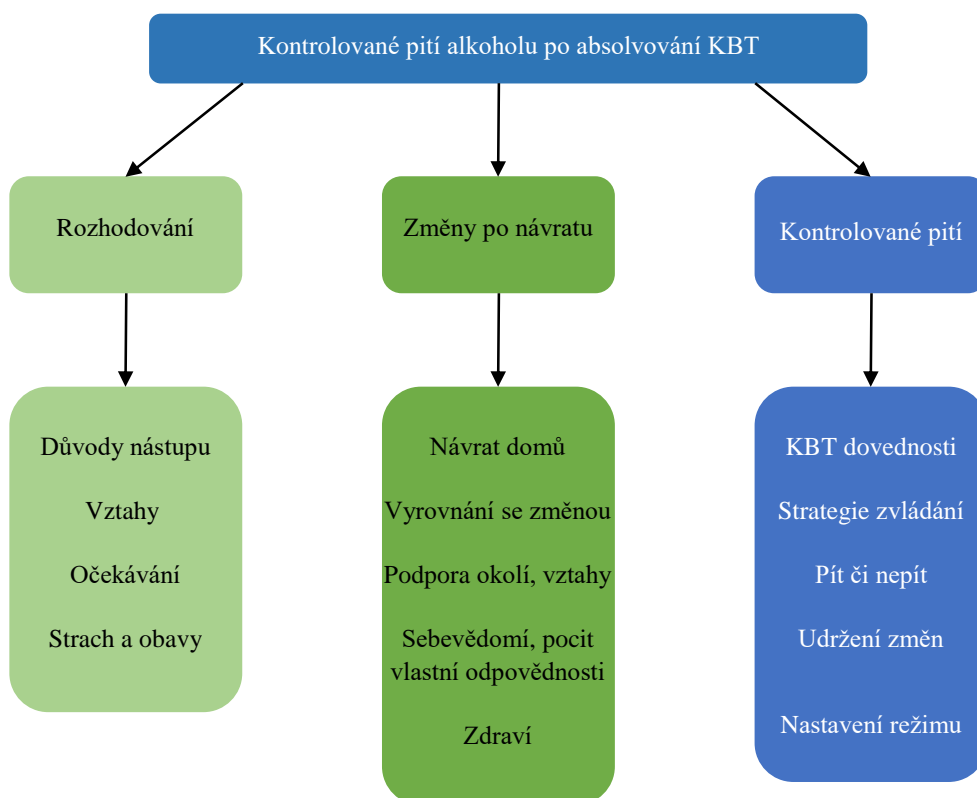 Kontrolované pití alkoholu po absolvování KBT
Rozhodování
Změny po návratu
Kontrolované pití
Důvody nástupu
Vztahy
Očekávání
Strach a obavy
Návrat domů
Vyrovnání se změnou
Podpora okolí, vztahy
Sebevědomí, pocit
vlastní odpovědnosti
Zdraví
KBT dovednosti
Strategie zvládání
Pít či nepít
Udržení změn
Nastavení režimu